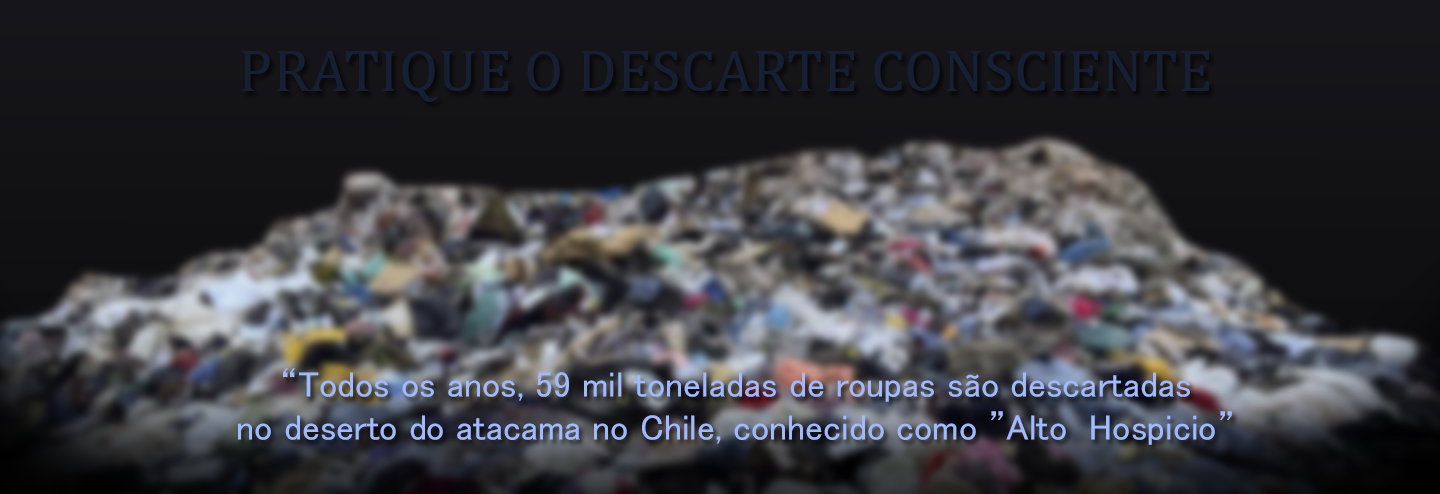 PRATIQUE O DESCARTE CONSCIENTE
“Todos os anos, 59 mil toneladas de roupas são descartadas
no deserto do atacama no Chile, conhecido como ”Alto Hospicio”